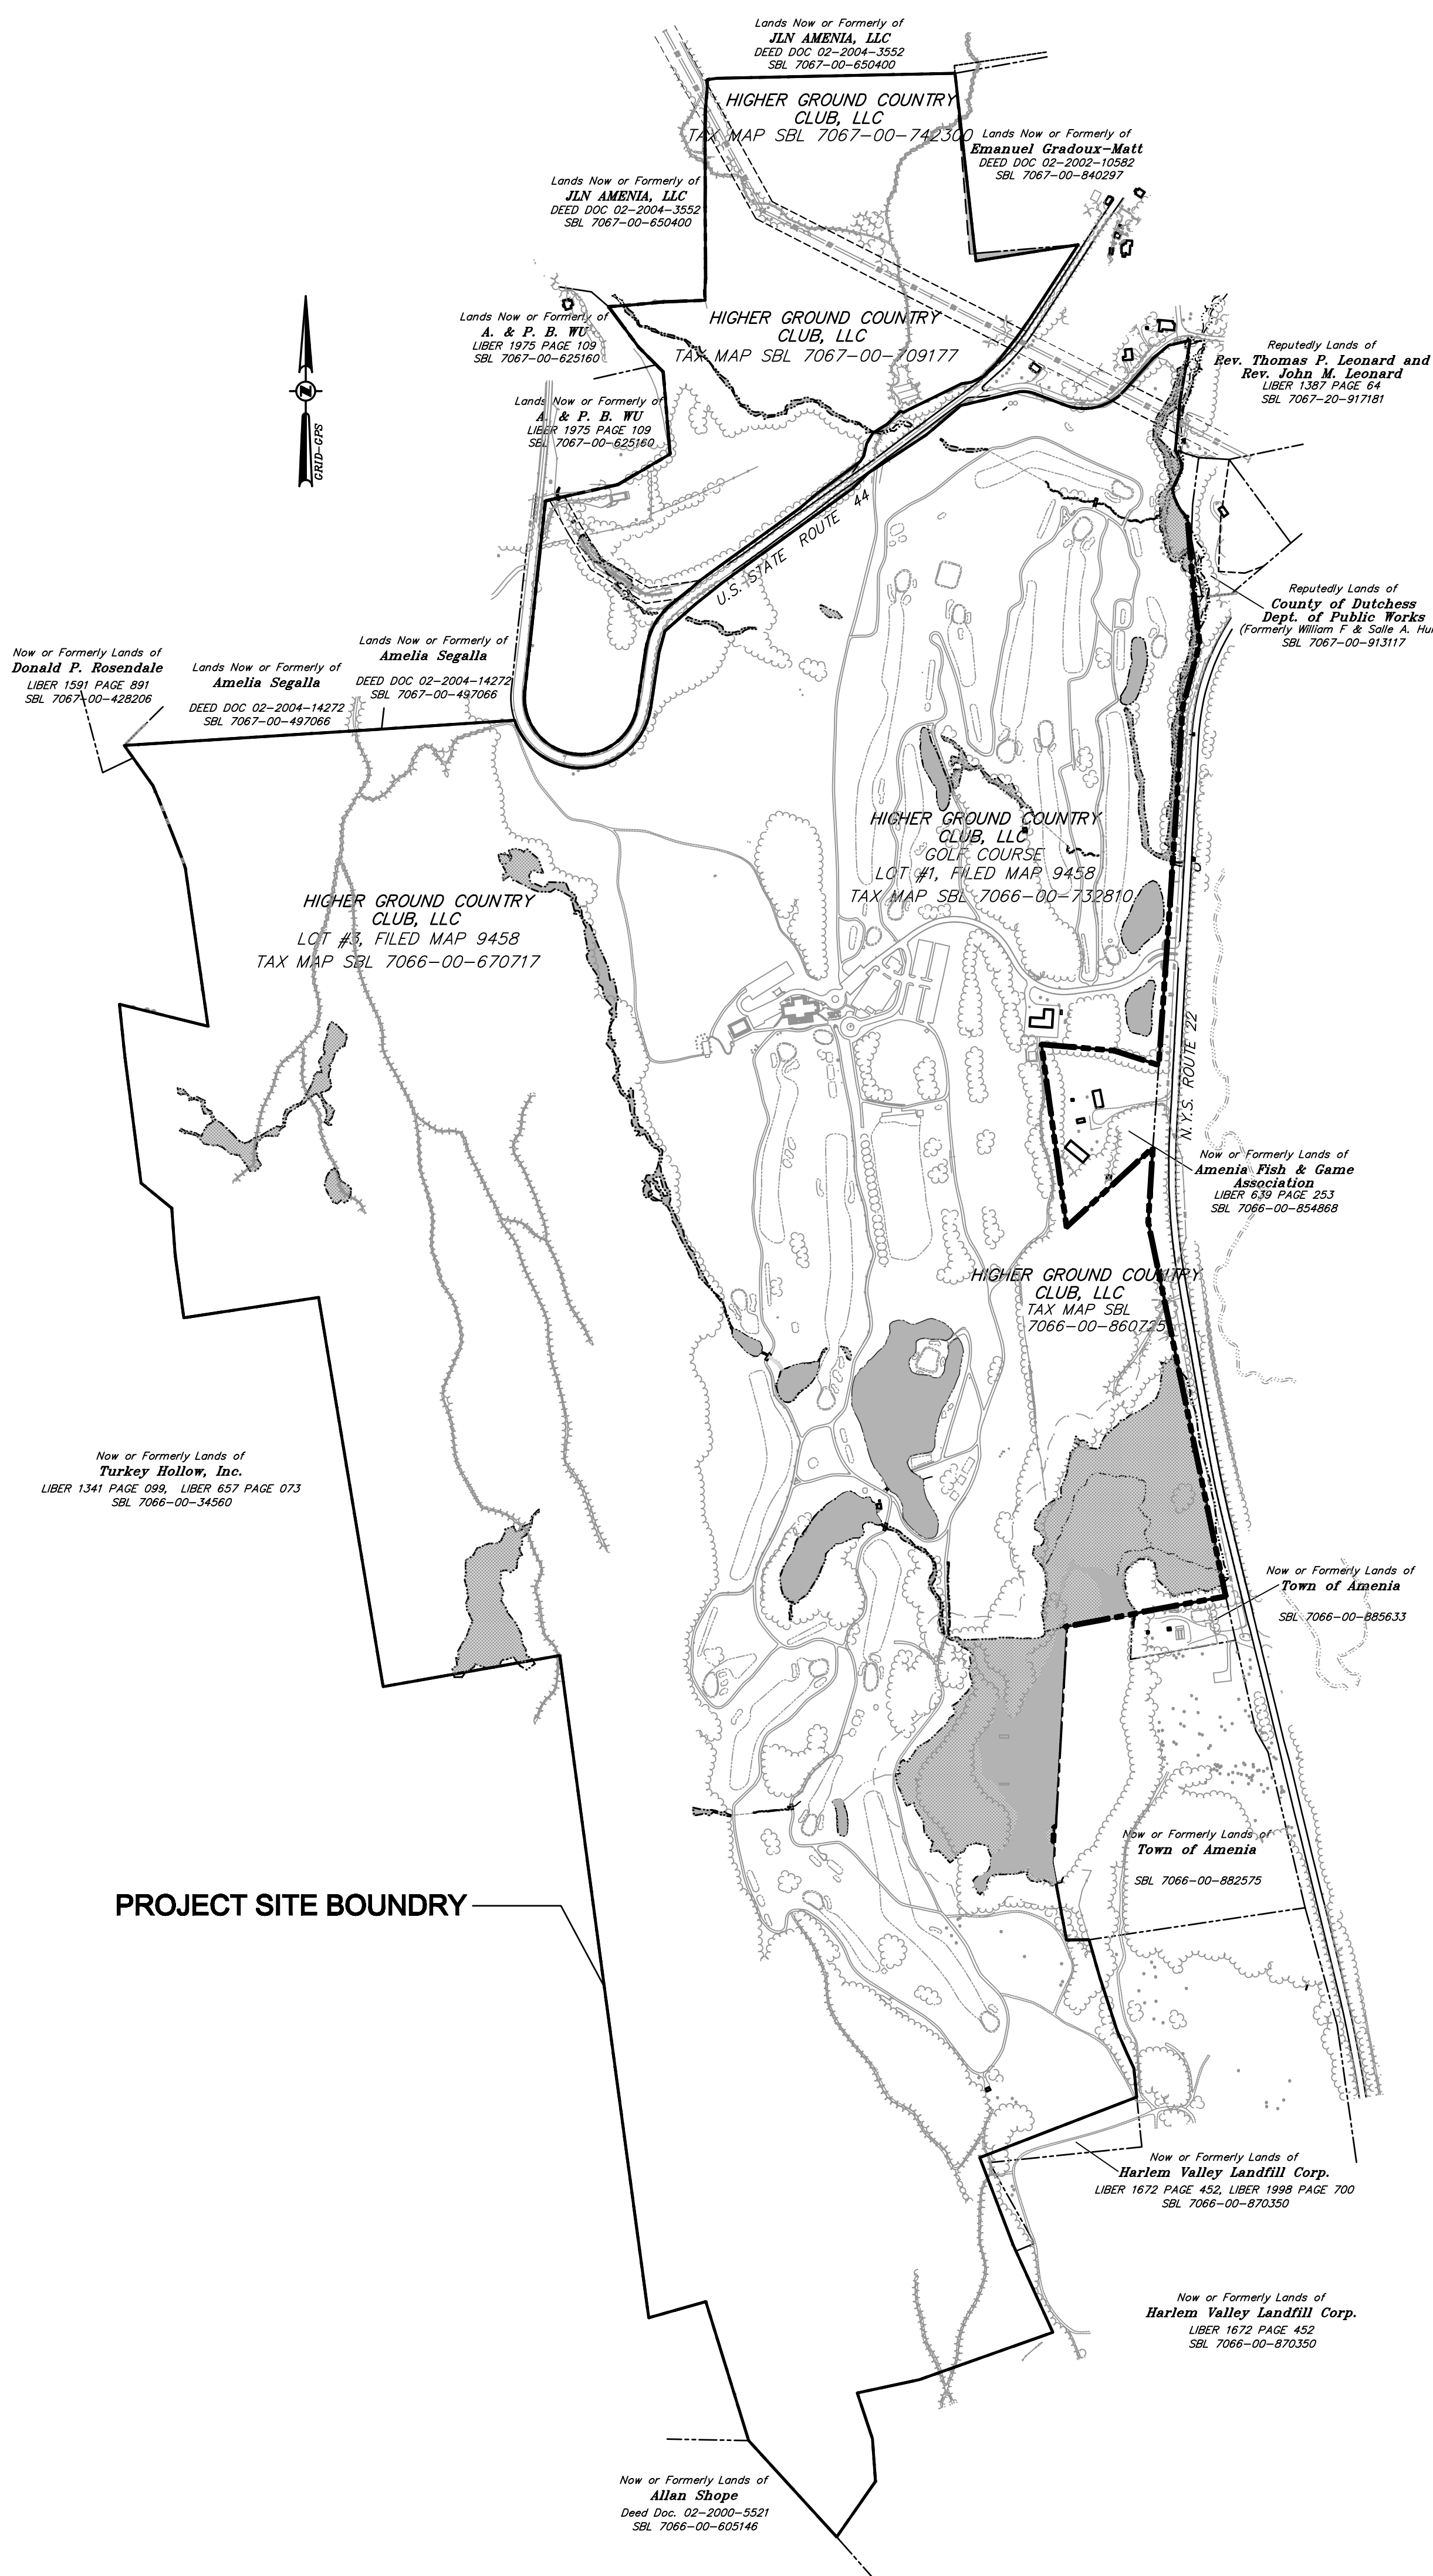 Lands Now or Formerly of
JLN AMENIA, LLC
DEED DOC 02-2004-3552
SBL 7067-00-650400
HIGHER GROUND COUNTRY
CLUB, LLC
TAX MAP SBL 7067-00-742300
Lands Now or Formerly of
Emanuel Gradoux-Matt
DEED DOC 02-2002-10582
SBL 7067-00-840297
Lands Now or Formerly of
JLN AMENIA, LLC
DEED DOC 02-2004-3552
SBL 7067-00-650400
Lands Now or Formerly of
A. & P. B. WU
LIBER 1975 PAGE 109
SBL 7067-00-625160
HIGHER GROUND COUNTRY
CLUB, LLC
TAX MAP SBL 7067-00-709177
Reputedly Lands of
Rev. Thomas P. Leonard and
Rev. John M. Leonard
LIBER 1387 PAGE 64
SBL 7067-20-917181
Lands Now or Formerly of
A. & P. B. WU
LIBER 1975 PAGE 109
SBL 7067-00-625160
N
GRID-GPS
U.S. STATE ROUTE 44
Reputedly Lands of
County of Dutchess
Dept. of Public Works
(Formerly William F & Salle A.
SBL 7067-00-913117
Now or Formerly Lands of
Donald P. Rosendale
LIBER 1591 PAGE 891
SBL 7067-00-428206
Lands Now or Formerly of
Amelia Segalla
DEED DOC 02-2004-14272
SBL 7067-00-497066
Lands Now or Formerly of
Amelia Segalla
DEED DOC 02-2004-14272
SBL 7067-00-497066
HIGHER GROUND COUNTRY
CLUB, LLC
GOLF COURSE
LOT #1, FILED MAP 9458
TAX MAP SBL 7066-00-732810
HIGHER GROUND COUNTRY
CLUB, LLC
LOT #3, FILED MAP 9458
TAX MAP SBL 7066-00-670717
N.Y.S. ROUTE 22
Now or Formerly Lands of
Amenia Fish & Game
Association
LIBER 639 PAGE 253
SBL 7066-00-854868
HIGHER GROUND COUNTRY
CLUB, LLC
TAX MAP SBL
7066-00-860725
Now or Formerly Lands of
Turkey Hollow, Inc.
LIBER 1341 PAGE 099, LIBER 657 PAGE 073
SBL 7066-00-34560
Now or Formerly Lands of
Town of Amenia
SBL 7066-00-885633
Now or Formerly Lands of
Town of Amenia
SBL 7066-00-882575
PROJECT SITE BOUNDRY
Now or Formerly Lands of
Harlem Valley Landfill Corp.
LIBER 1672 PAGE 452, LIBER 1998 PAGE 700
SBL 7066-00-870350
Now or Formerly Lands of
Harlem Valley Landfill Corp.
LIBER 1672 PAGE 452
SBL 7066-00-870350
Now or Formerly Lands of
Allan Shope
Deed Doc. 02-2000-5521
SBL 7066-00-605146